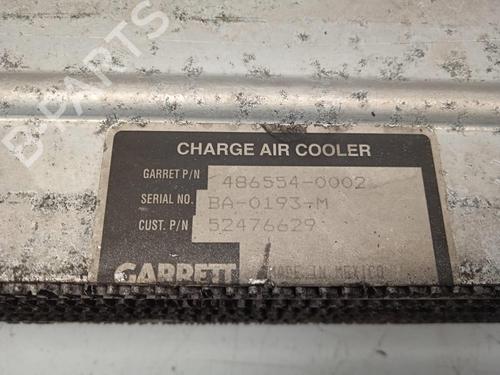 B-PARTS
CHARGE AIR COOLER
GARRET P/N 486554-0002
SERIAL NO. BA-0193-M
CUST. P/N 52476629
GARRETT MADE IN MEXICO